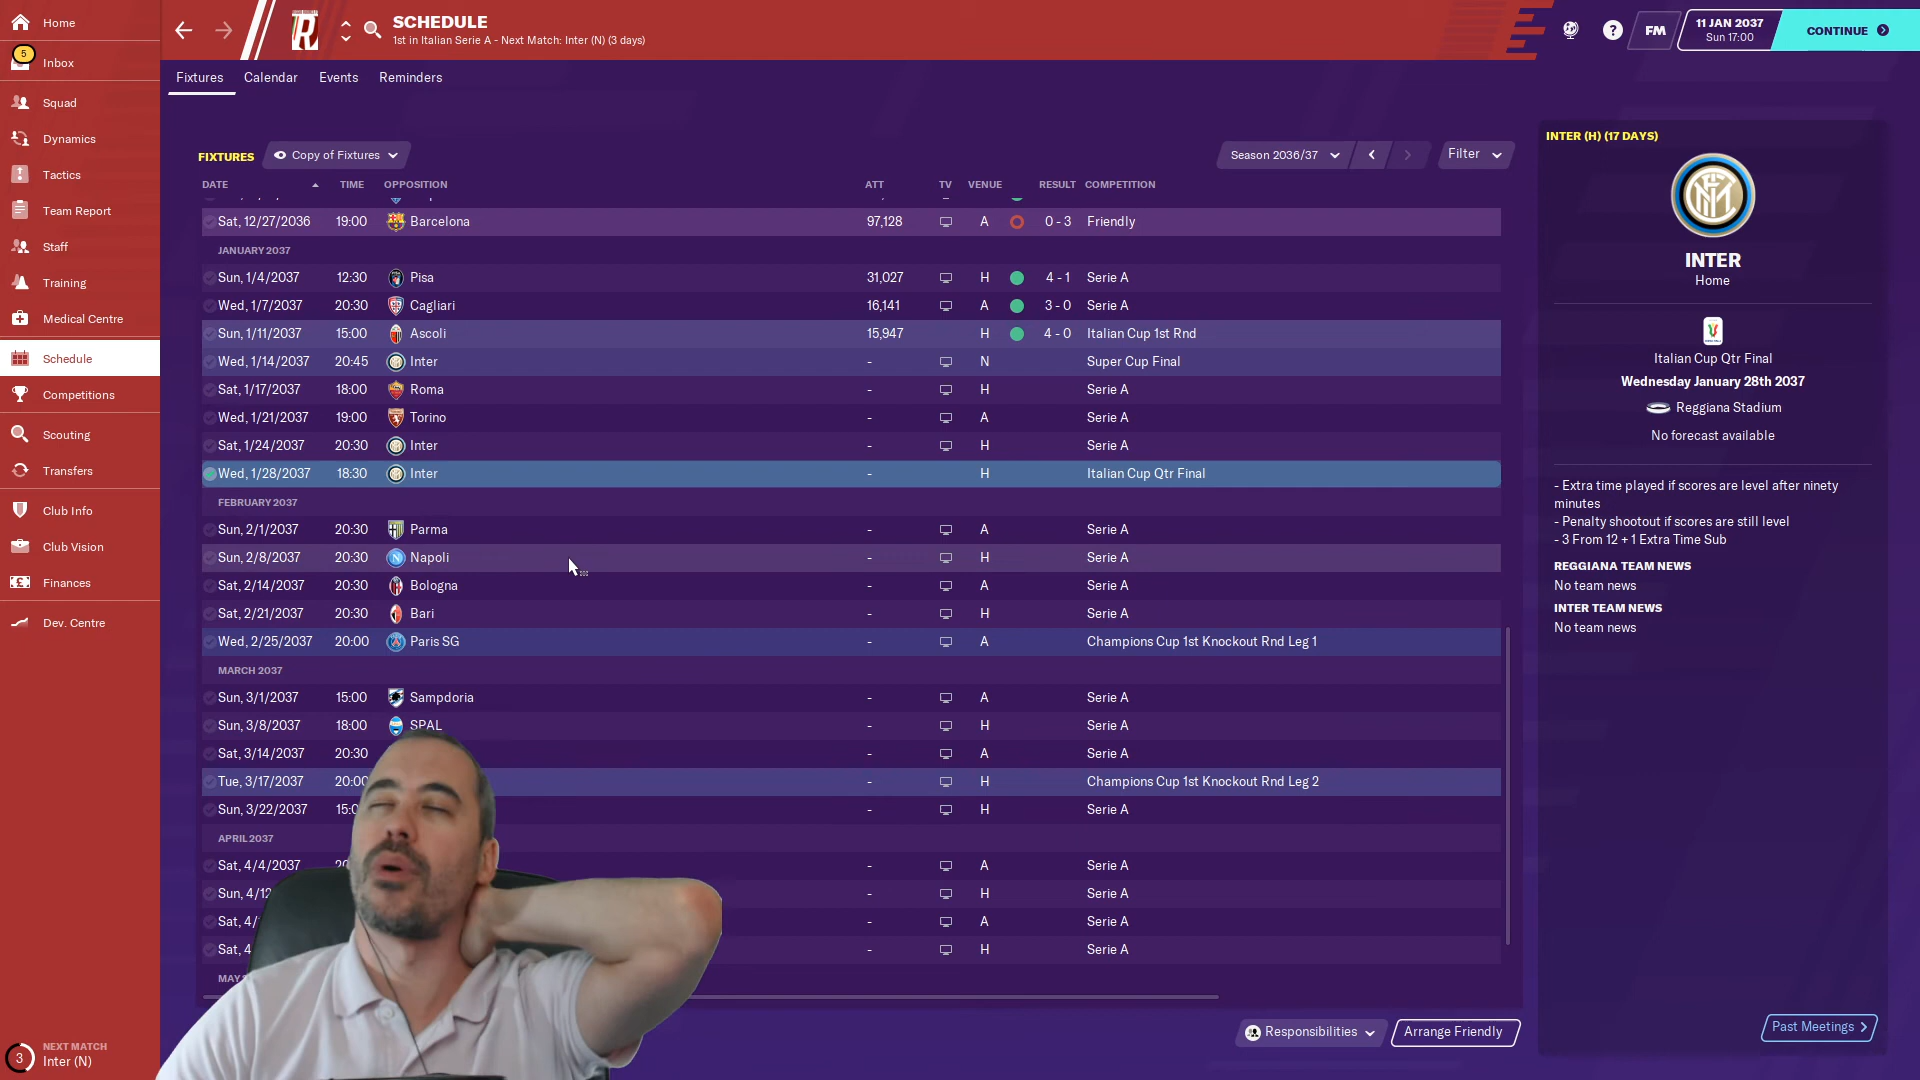 Home
5
Inbox
Squad
Dynamics
Tactics
Team Report
Staff
Training
Medical Centre
Schedule
Competitions
Scouting
Transfers
Club Info
Club Vision
Finances
Dev. Centre
3
NEXT MATCH
Inter (N)
SCHEDULE
1st in Italian Serie A - Next Match: Inter (N) (3 days)
FM
11 JAN 2037
Sun 17:00
CONTINUE
Fixtures Calendar Events Reminders
FIXTURES Copy of Fixtures Season 2036/37 Filter
DATE TIME OPPOSITION ATT TV VENUE RESULT COMPETITION
Sat, 12/27/2036 19:00 Barcelona 97,128 A 0 - 3 Friendly
JANUARY 2037
Sun, 1/4/2037 12:30 Pisa 31,027 H 4 - 1 Serie A
Wed, 1/7/2037 20:30 Cagliari 16,141 A 3 - 0 Serie A
Sun, 1/11/2037 15:00 Ascoli 15,947 H 4 - 0 Italian Cup 1st Rnd
Wed, 1/14/2037 20:45 Inter - N Super Cup Final
Sat, 1/17/2037 18:00 Roma - H Serie A
Wed, 1/21/2037 19:00 Torino - A Serie A
Sat, 1/24/2037 20:30 Inter - H Serie A
Wed, 1/28/2037 18:30 Inter - H Italian Cup Qtr Final
FEBRUARY 2037
Sun, 2/1/2037 20:30 Parma - A Serie A
Sun, 2/8/2037 20:30 Napoli - H Serie A
Sat, 2/14/2037 20:30 Bologna - A Serie A
Sat, 2/21/2037 20:30 Bari - H Serie A
Wed, 2/25/2037 20:00 Paris SG - A Champions Cup 1st Knockout Rnd Leg 1
MARCH 2037
Sun, 3/1/2037 15:00 Sampdoria - A Serie A
Sun, 3/8/2037 18:00 SPAL - H Serie A
Sat, 3/14/2037 20:30 - A Serie A
Tue, 3/17/2037 20:00 - H Champions Cup 1st Knockout Rnd Leg 2
Sun, 3/22/2037 15:0 - H Serie A
APRIL 2037
Sat, 4/4/2037 20 - A Serie A
Sun, 4/12 - H Serie A
Sat, 4/ - A Serie A
Sat, 4 - H Serie A
MAY 2
Responsibilities Arrange Friendly
INTER (H) (17 DAYS)
INTER
Home
Italian Cup Qtr Final
Wednesday January 28th 2037
Reggiana Stadium
No forecast available
- Extra time played if scores are level after ninety
minutes
- Penalty shootout if scores are still level
- 3 From 12 + 1 Extra Time Sub
REGGIANA TEAM NEWS
No team news
INTER TEAM NEWS
No team news
Past Meetings